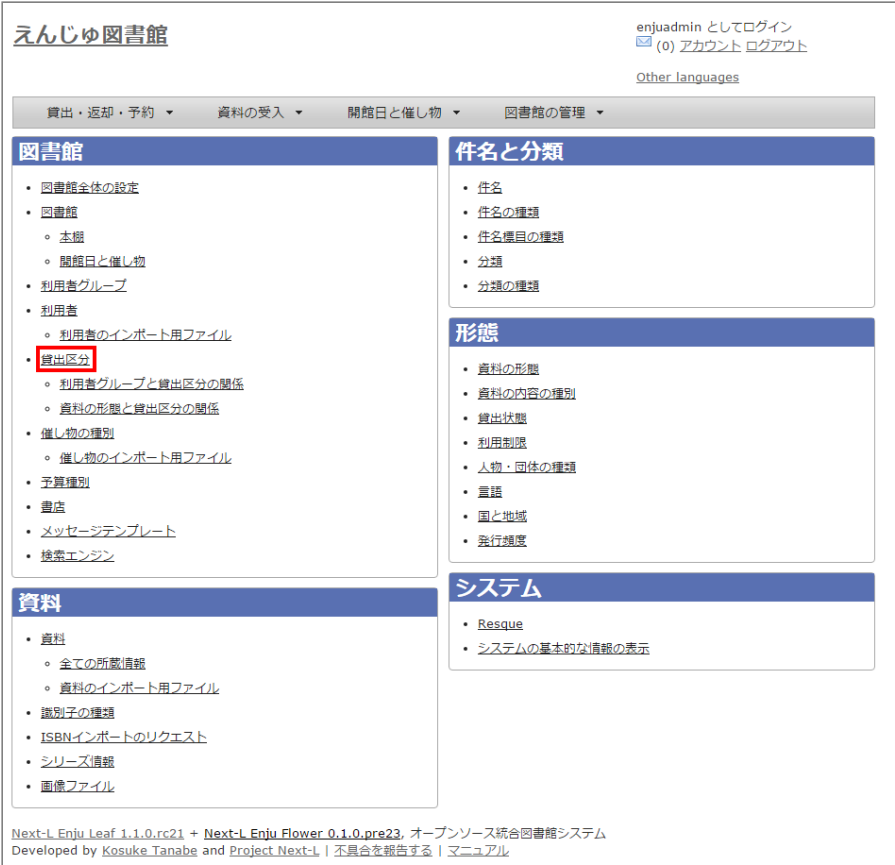 えんじゅ図書館
enjuadmin としてログイン
(0) アカウント ログアウト
Other languages
貸出・返却・予約 ▼ 資料の受入 ▼ 開館日と催し物 ▼ 図書館の管理 ▼
図書館
・ 図書館全体の設定
・ 図書館
◦ 本棚
◦ 開館日と催し物
・ 利用者グループ
・ 利用者
◦ 利用者のインポート用ファイル
・ 貸出区分
◦ 利用者グループと貸出区分の関係
◦ 資料の形態と貸出区分の関係
・ 催し物の種別
◦ 催し物のインポート用ファイル
・ 予算種別
・ 書店
・ メッセージテンプレート
・ 検索エンジン
資料
・ 資料
◦ 全ての所蔵情報
◦ 資料のインポート用ファイル
・ 識別子の種類
・ ISBNインポートのリクエスト
・ シリーズ情報
・ 画像ファイル
件名と分類
・ 件名
・ 件名の種類
・ 件名標目の種類
・ 分類
・ 分類の種類
形態
・ 資料の形態
・ 資料の内容の種別
・ 貸出状態
・ 利用制限
・ 人物・団体の種類
・ 言語
・ 国と地域
・ 発行頻度
システム
・ Resque
・ システムの基本的な情報の表示
Next-L Enju Leaf 1.1.0.rc21 + Next-L Enju Flower 0.1.0.pre23, オープンソース統合図書館システム
Developed by Kosuke Tanabe and Project Next-L | 不具合を報告する | マニュアル